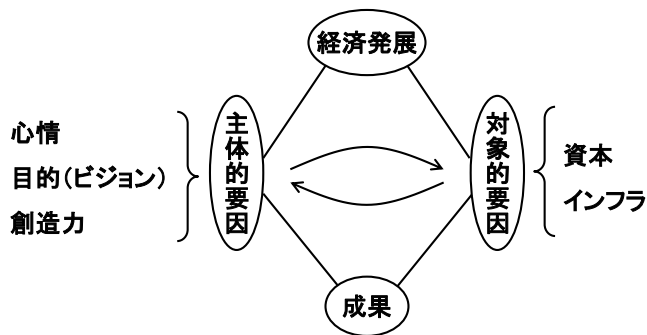 経済発展
心情
目的（ビジョン）
創造力
主体的要因
対象的要因
資本
インフラ
成果